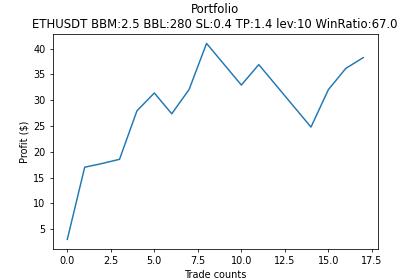 Portfolio
ETHUSDT BBM:2.5 BBL:280 SL:0.4 TP:1.4 lev:10 WinRatio:67.0
40
35
30
25
20
15
10
5
Profit ($)
0.0 2.5 5.0 7.5 10.0 12.5 15.0 17.5
Trade counts